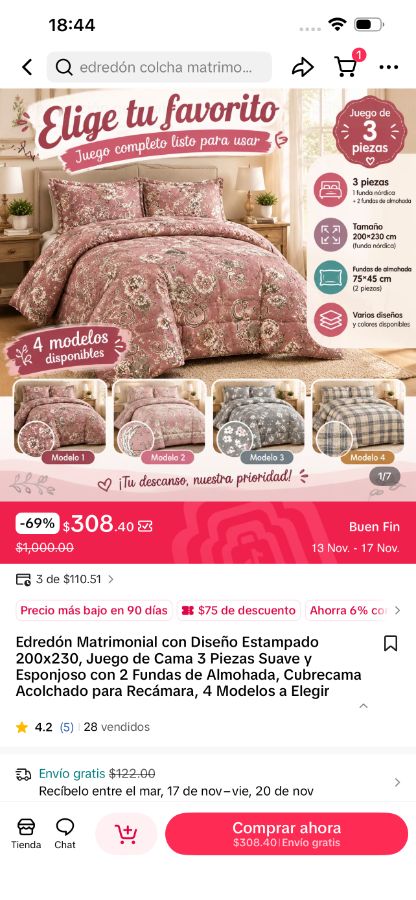 18:44
edredón colcha matrimo...
1
Elige tu favorito
Juego completo listo para usar
Juego de
3
piezas
3 piezas
1 funda nórdica
+ 2 fundas de almohada
Tamaño
200x230 cm
(funda nórdica)
Fundas de almohada
75x45 cm
(2 piezas)
Varios diseños
y colores disponibles
4 modelos
disponibles
Modelo 1
Modelo 2
Modelo 3
Modelo 4
¡Tu descanso, nuestra prioridad!
1/7
-69% $308.40
Buen Fin
$1,000.00
13 Nov. - 17 Nov.
3 de $110.51 >
Precio más bajo en 90 días
$75 de descuento
Ahorra 6% co
Edredón Matrimonial con Diseño Estampado
200x230, Juego de Cama 3 Piezas Suave y
Esponjoso con 2 Fundas de Almohada, Cubrecama
Acolchado para Recámara, 4 Modelos a Elegir
4.2 (5) | 28 vendidos
Envío gratis $122.00
Recíbelo entre el mar, 17 de nov–vie, 20 de nov
Tienda
Chat
Comprar ahora
$308.40 | Envío gratis